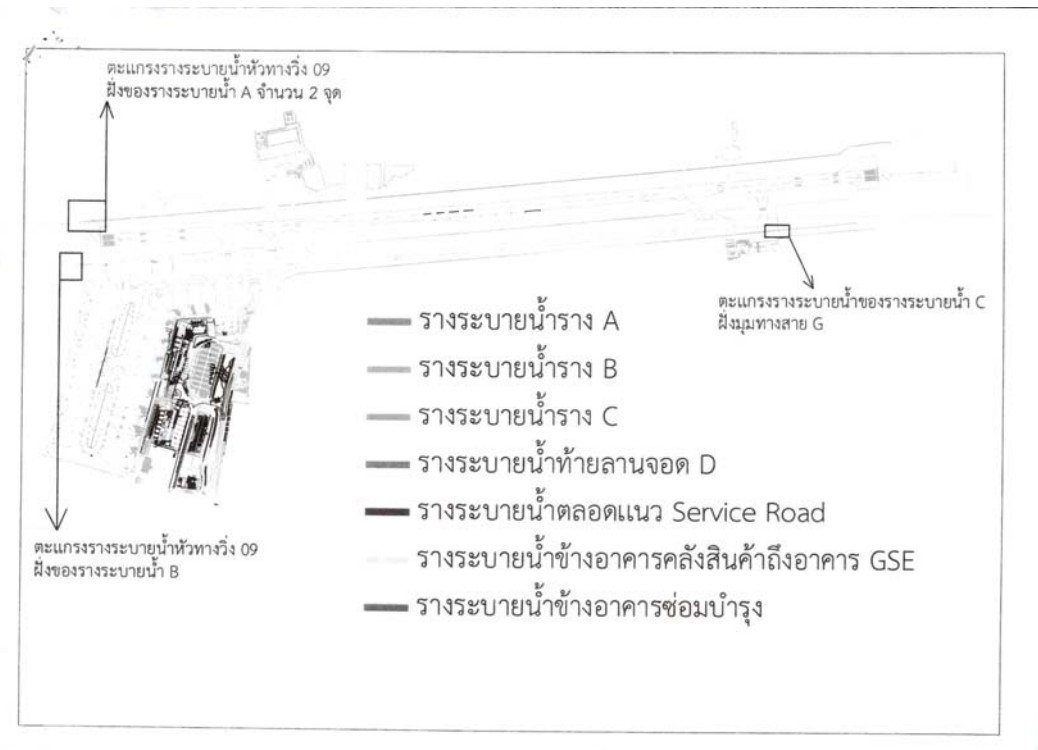 ตะแกรงรางระบายน้ำหัวทางวิ่ง 09
ฝั่งของรางระบายน้ำ A จำนวน 2 จุด
ตะแกรงรางระบายน้ำของรางระบายน้ำ C
ฝั่งมุมทางสาย G
รางระบายน้ำราง A
รางระบายน้ำราง B
รางระบายน้ำราง C
รางระบายน้ำท้ายลานจอด D
รางระบายน้ำตลอดแนว Service Road
รางระบายน้ำข้างอาคารคลังสินค้าถึงอาคาร GSE
รางระบายน้ำข้างอาคารซ่อมบำรุง
ตะแกรงรางระบายน้ำหัวทางวิ่ง 09
ฝั่งของรางระบายน้ำ B